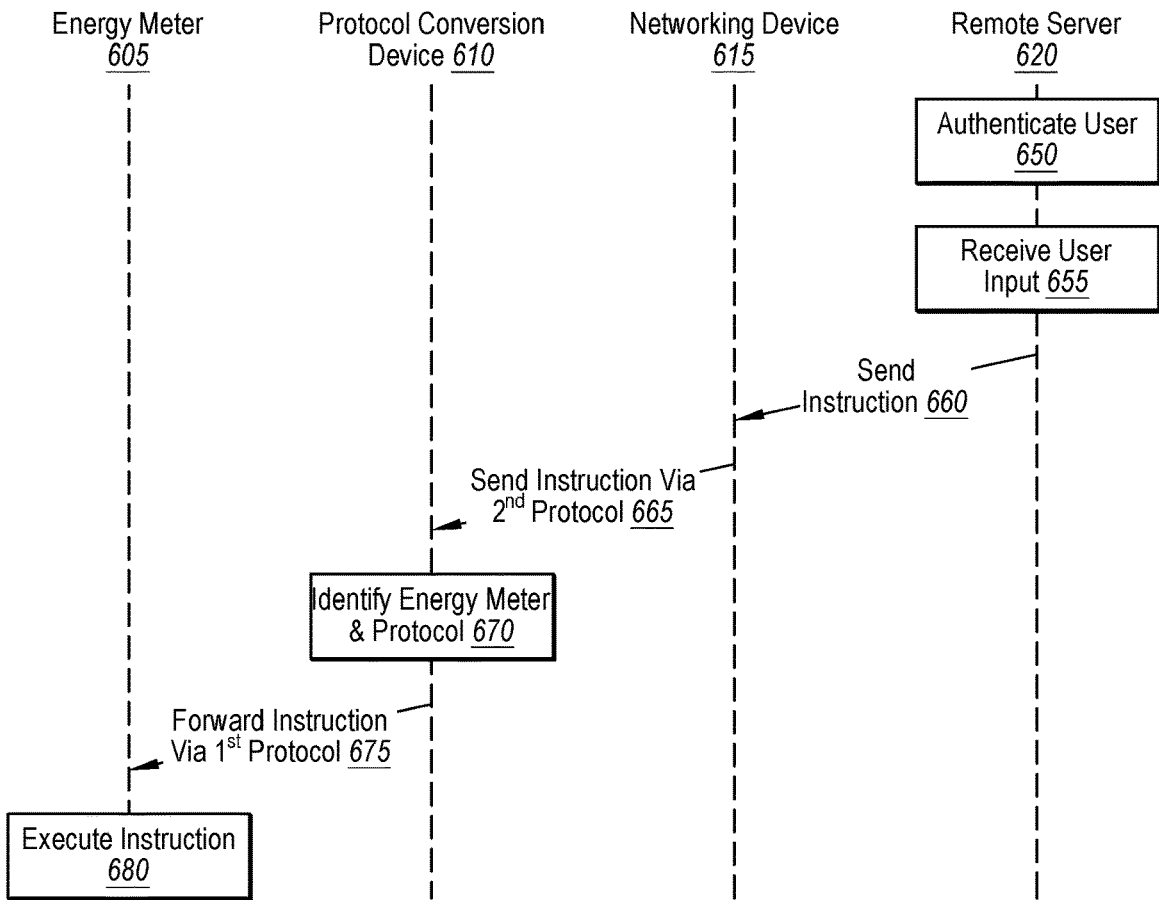 Energy Meter
605
Protocol Conversion
Device 610
Networking Device
615
Remote Server
620
Authenticate User
650
Receive User
Input 655
Send
Instruction 660
Send Instruction Via
2nd Protocol 665
Identify Energy Meter
& Protocol 670
Forward Instruction
Via 1st Protocol 675
Execute Instruction
680